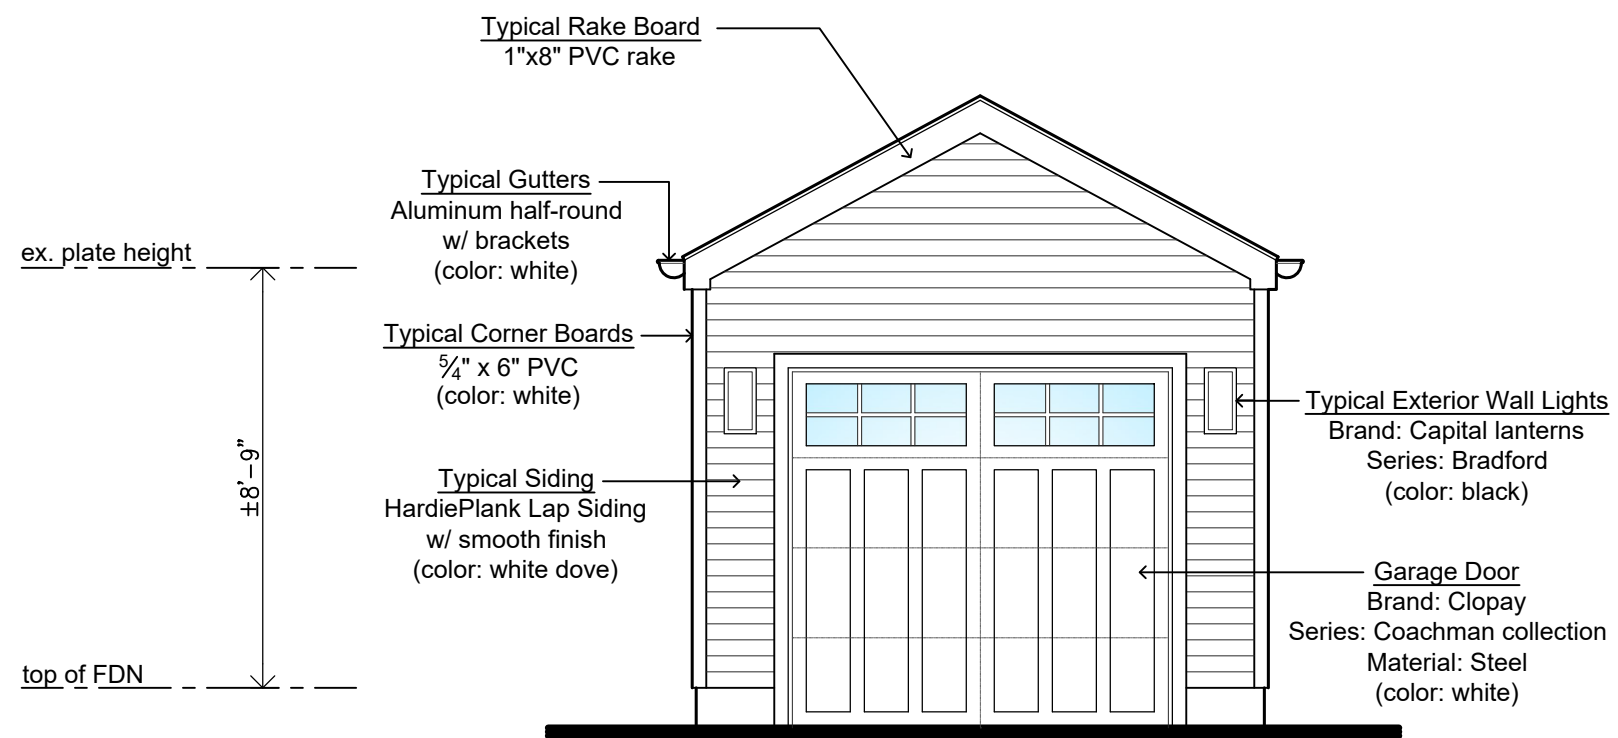 Typical Rake Board
1"x8" PVC rake
Typical Gutters
Aluminum half-round
w/ brackets
(color: white)
ex. plate height
Typical Corner Boards
5⁄4" x 6" PVC
(color: white)
Typical Exterior Wall Lights
Brand: Capital lanterns
Series: Bradford
(color: black)
±8'-9"
Typical Siding
HardiePlank Lap Siding
w/ smooth finish
(color: white dove)
Garage Door
Brand: Clopay
Series: Coachman collection
Material: Steel
(color: white)
top of FDN